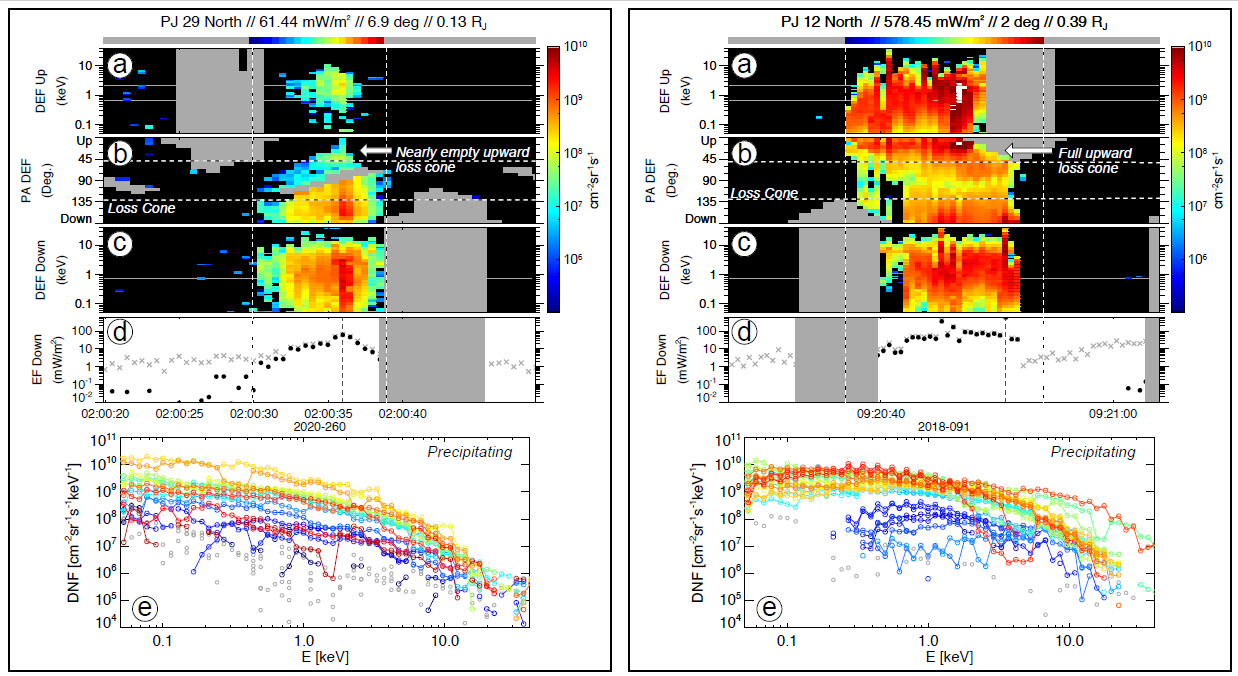 PJ 29 North // 61.44 mW/m² // 6.9 deg // 0.13 R_J
a
DEF Up
(keV)
10
1
0.1
b
PA DEF
(Deg.)
Up
45
90
135
Down
Nearly empty upward
loss cone
Loss Cone
c
DEF Down
(keV)
10
1
0.1
10¹⁰
10⁹
10⁸
10⁷
10⁶
cm⁻²sr⁻¹s⁻¹
d
EF Down
(mW/m²)
100
10
1
10⁻¹
10⁻²
02:00:20 02:00:25 02:00:30 02:00:35 02:00:40
2020-260
e
Precipitating
DNF [cm⁻²sr⁻¹s⁻¹keV⁻¹]
10¹¹
10¹⁰
10⁹
10⁸
10⁷
10⁶
10⁵
10⁴
0.1 1.0 10.0
E [keV]
PJ 12 North // 578.45 mW/m² // 2 deg // 0.39 R_J
a
DEF Up
(keV)
10
1
0.1
b
PA DEF
(Deg.)
Up
45
90
135
Down
Full upward
loss cone
Loss Cone
c
DEF Down
(keV)
10
1
0.1
10¹⁰
10⁹
10⁸
10⁷
10⁶
cm⁻²sr⁻¹s⁻¹
d
EF Down
(mW/m²)
100
10
1
10⁻¹
10⁻²
09:20:40 09:21:00
2018-091
e
Precipitating
DNF [cm⁻²sr⁻¹s⁻¹keV⁻¹]
10¹¹
10¹⁰
10⁹
10⁸
10⁷
10⁶
10⁵
10⁴
0.1 1.0 10.0
E [keV]